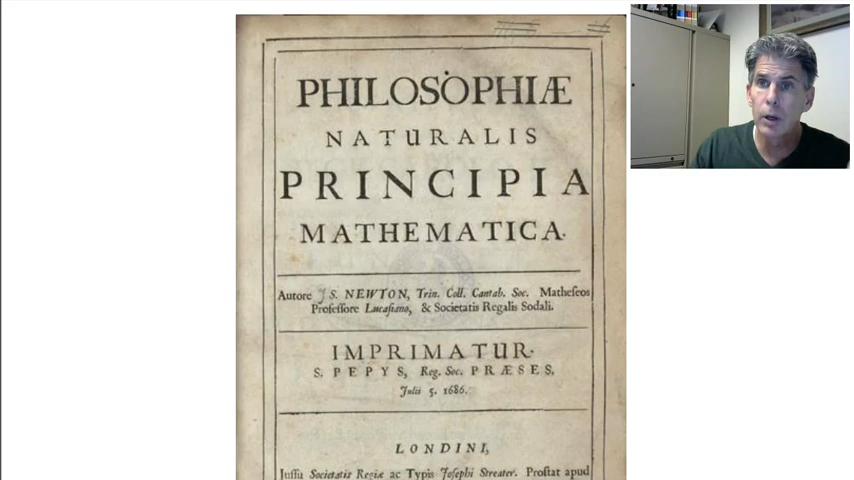 PHILOSOPHIÆ
NATURALIS
PRINCIPIA
MATHEMATICA.
Autore JS. NEWTON, Trin. Coll. Cantab. Soc. Matheseos
Professore Lucasiano, & Societatis Regalis Sodali.
IMPRIMATUR.
S. PEPYS, Reg. Soc. PRÆSES.
Julii 5. 1686.
LONDINI,
Jussu Societatis Regiæ ac Typis Josephi Streater. Prostat apud